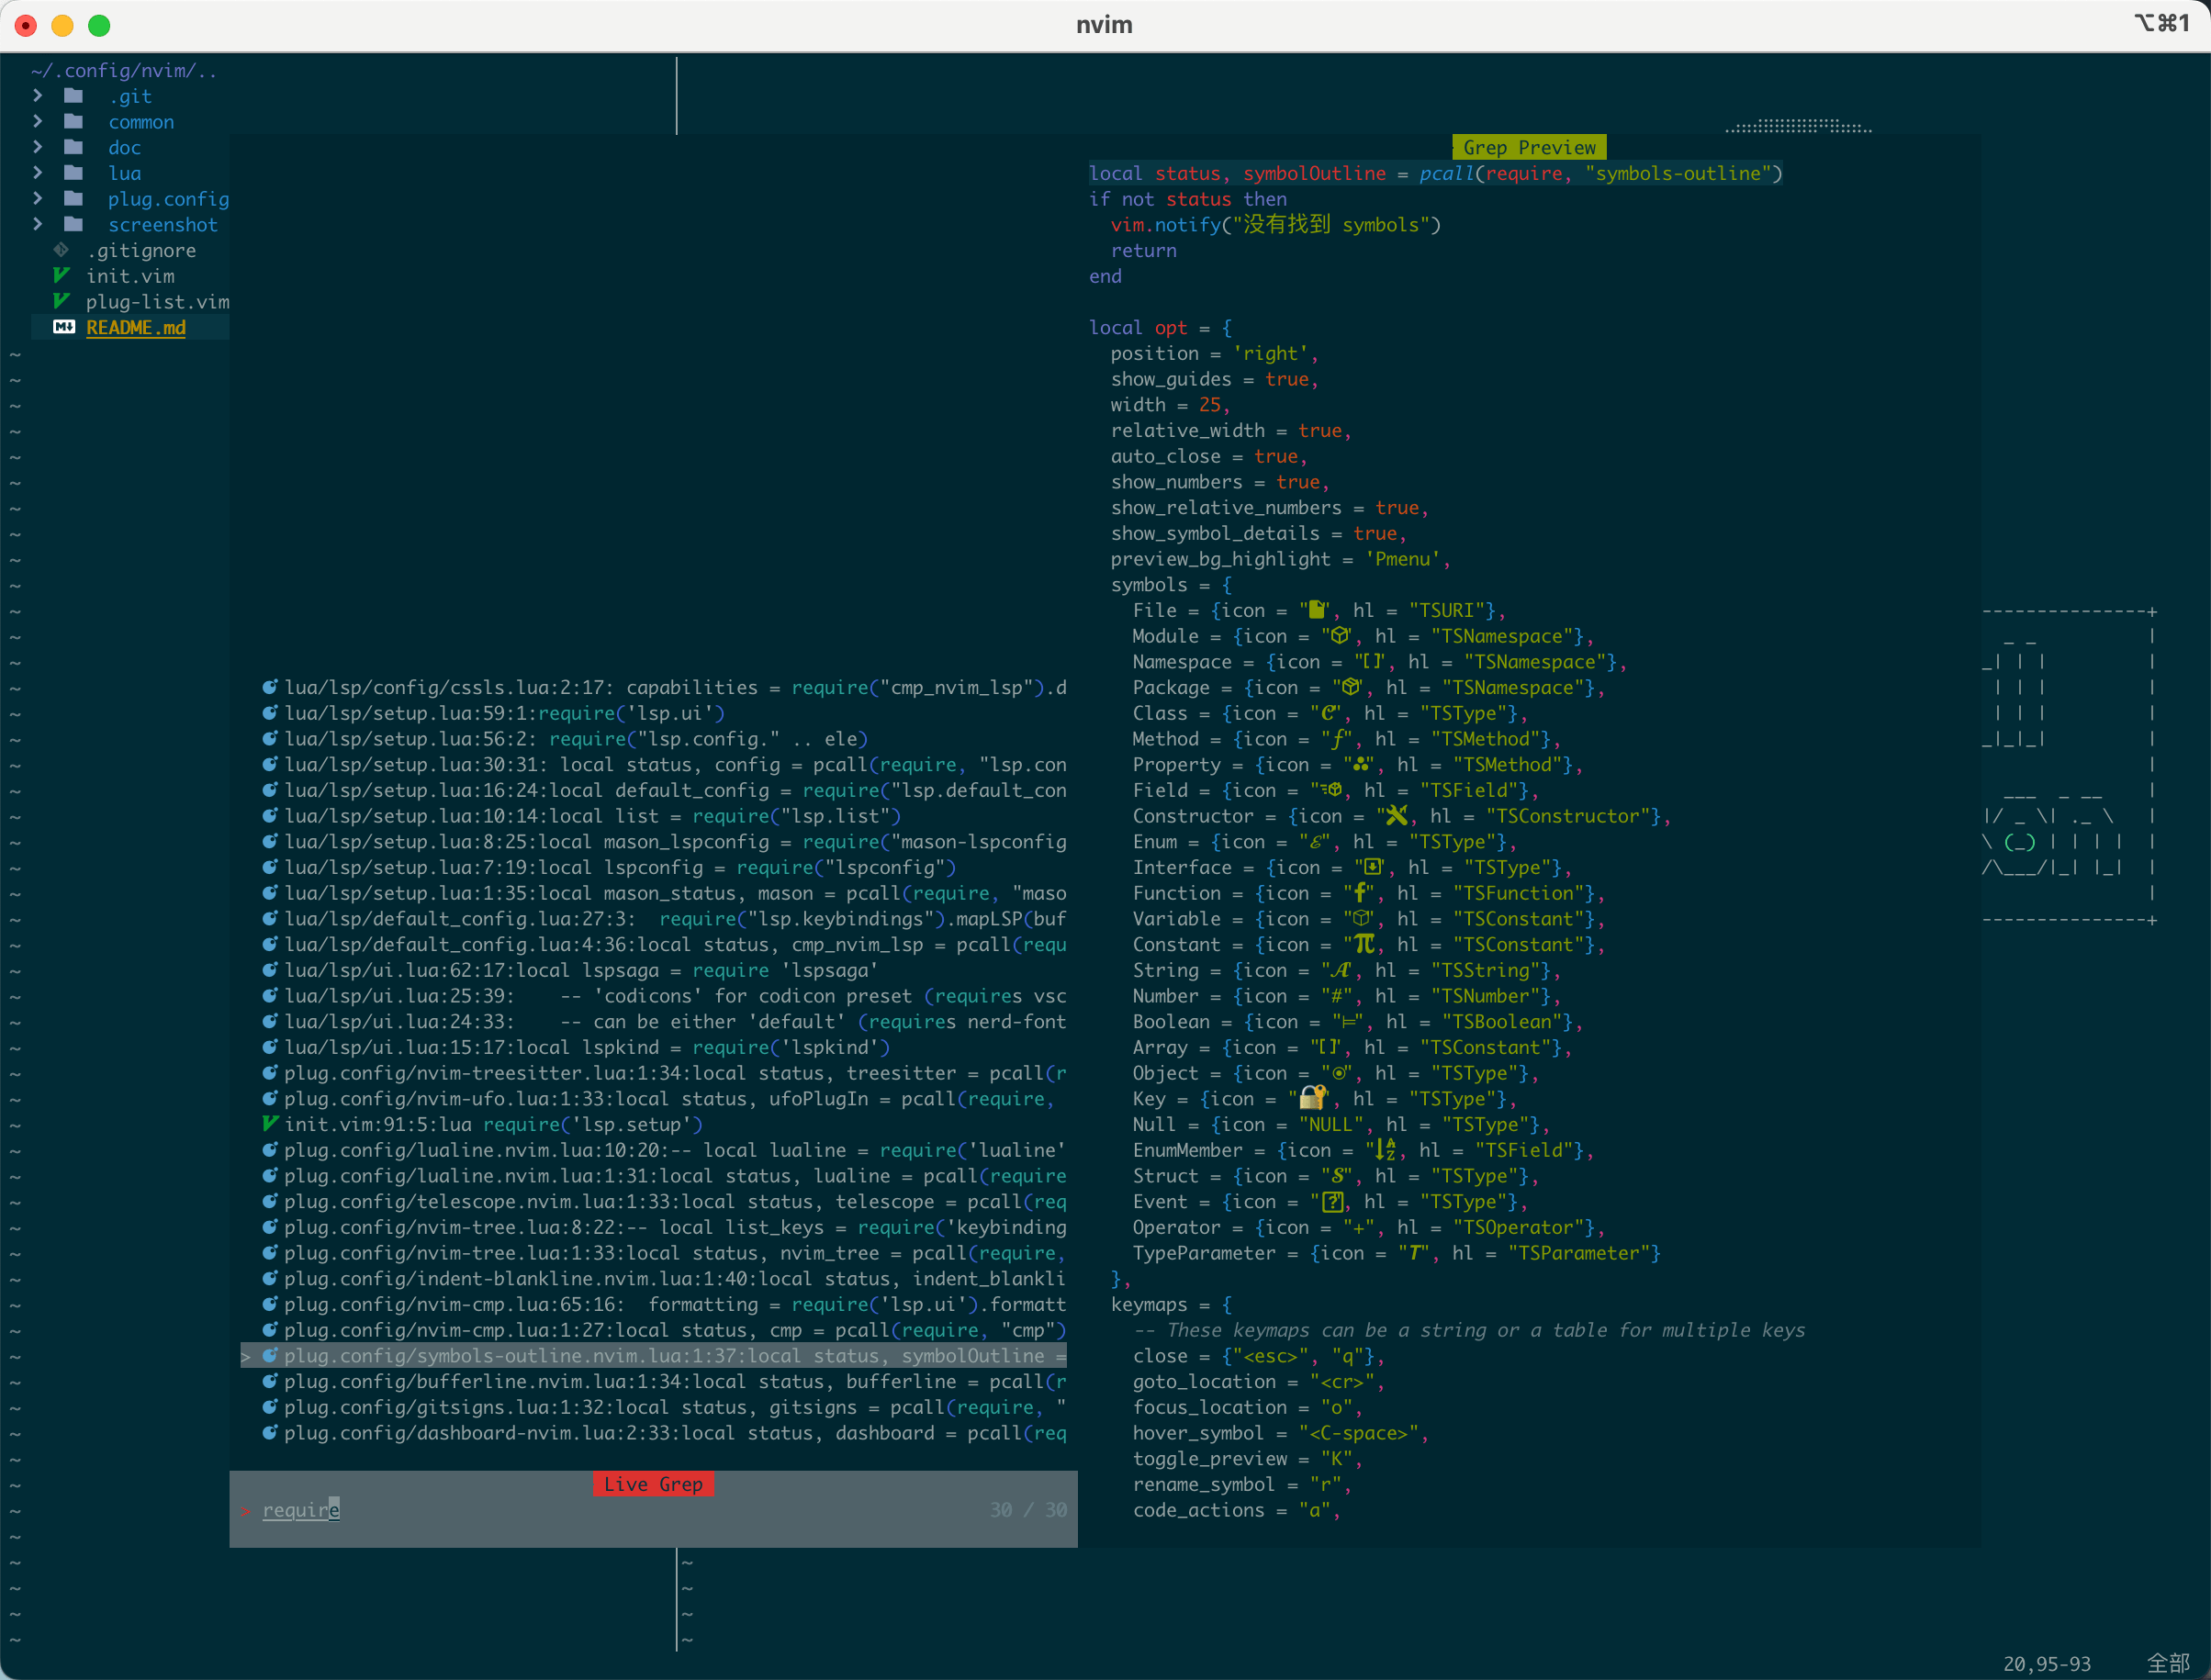 nvim
⌥⌘1
~/.config/nvim/..
.git
common
doc
lua
plug.config
screenshot
.gitignore
init.vim
plug-list.vim
README.md
lua/lsp/config/cssls.lua:2:17: capabilities = require("cmp_nvim_lsp").d
lua/lsp/setup.lua:59:1:require('lsp.ui')
lua/lsp/setup.lua:56:2: require("lsp.config." .. ele)
lua/lsp/setup.lua:30:31: local status, config = pcall(require, "lsp.con
lua/lsp/setup.lua:16:24:local default_config = require("lsp.default_con
lua/lsp/setup.lua:10:14:local list = require("lsp.list")
lua/lsp/setup.lua:8:25:local mason_lspconfig = require("mason-lspconfig
lua/lsp/setup.lua:7:19:local lspconfig = require("lspconfig")
lua/lsp/setup.lua:1:35:local mason_status, mason = pcall(require, "maso
lua/lsp/default_config.lua:27:3:  require("lsp.keybindings").mapLSP(buf
lua/lsp/default_config.lua:4:36:local status, cmp_nvim_lsp = pcall(requ
lua/lsp/ui.lua:62:17:local lspsaga = require 'lspsaga'
lua/lsp/ui.lua:25:39:    -- 'codicons' for codicon preset (requires vsc
lua/lsp/ui.lua:24:33:    -- can be either 'default' (requires nerd-font
lua/lsp/ui.lua:15:17:local lspkind = require('lspkind')
plug.config/nvim-treesitter.lua:1:34:local status, treesitter = pcall(r
plug.config/nvim-ufo.lua:1:33:local status, ufoPlugIn = pcall(require,
init.vim:91:5:lua require('lsp.setup')
plug.config/lualine.nvim.lua:10:20:-- local lualine = require('lualine'
plug.config/lualine.nvim.lua:1:31:local status, lualine = pcall(require
plug.config/telescope.nvim.lua:1:33:local status, telescope = pcall(req
plug.config/nvim-tree.lua:8:22:-- local list_keys = require('keybinding
plug.config/nvim-tree.lua:1:33:local status, nvim_tree = pcall(require,
plug.config/indent-blankline.nvim.lua:1:40:local status, indent_blankli
plug.config/nvim-cmp.lua:65:16:  formatting = require('lsp.ui').formatt
plug.config/nvim-cmp.lua:1:27:local status, cmp = pcall(require, "cmp")
> plug.config/symbols-outline.nvim.lua:1:37:local status, symbolOutline =
plug.config/bufferline.nvim.lua:1:34:local status, bufferline = pcall(r
plug.config/gitsigns.lua:1:32:local status, gitsigns = pcall(require, "
plug.config/dashboard-nvim.lua:2:33:local status, dashboard = pcall(req
Live Grep
> require
30 / 30
Grep Preview
local status, symbolOutline = pcall(require, "symbols-outline")
if not status then
  vim.notify("没有找到 symbols")
  return
end
local opt = {
  position = 'right',
  show_guides = true,
  width = 25,
  relative_width = true,
  auto_close = true,
  show_numbers = true,
  show_relative_numbers = true,
  show_symbol_details = true,
  preview_bg_highlight = 'Pmenu',
  symbols = {
    File = {icon = "", hl = "TSURI"},
    Module = {icon = "", hl = "TSNamespace"},
    Namespace = {icon = "[]", hl = "TSNamespace"},
    Package = {icon = "", hl = "TSNamespace"},
    Class = {icon = "𝓒", hl = "TSType"},
    Method = {icon = "ƒ", hl = "TSMethod"},
    Property = {icon = "", hl = "TSMethod"},
    Field = {icon = "", hl = "TSField"},
    Constructor = {icon = "", hl = "TSConstructor"},
    Enum = {icon = "ℰ", hl = "TSType"},
    Interface = {icon = "", hl = "TSType"},
    Function = {icon = "", hl = "TSFunction"},
    Variable = {icon = "", hl = "TSConstant"},
    Constant = {icon = "", hl = "TSConstant"},
    String = {icon = "𝓐", hl = "TSString"},
    Number = {icon = "#", hl = "TSNumber"},
    Boolean = {icon = "⊨", hl = "TSBoolean"},
    Array = {icon = "[]", hl = "TSConstant"},
    Object = {icon = "⦿", hl = "TSType"},
    Key = {icon = "🔐", hl = "TSType"},
    Null = {icon = "NULL", hl = "TSType"},
    EnumMember = {icon = "", hl = "TSField"},
    Struct = {icon = "𝓢", hl = "TSType"},
    Event = {icon = "", hl = "TSType"},
    Operator = {icon = "+", hl = "TSOperator"},
    TypeParameter = {icon = "𝙏", hl = "TSParameter"}
  },
  keymaps = {
    -- These keymaps can be a string or a table for multiple keys
    close = {"<esc>", "q"},
    goto_location = "<cr>",
    focus_location = "o",
    hover_symbol = "<C-space>",
    toggle_preview = "K",
    rename_symbol = "r",
    code_actions = "a",
20,95-93
全部